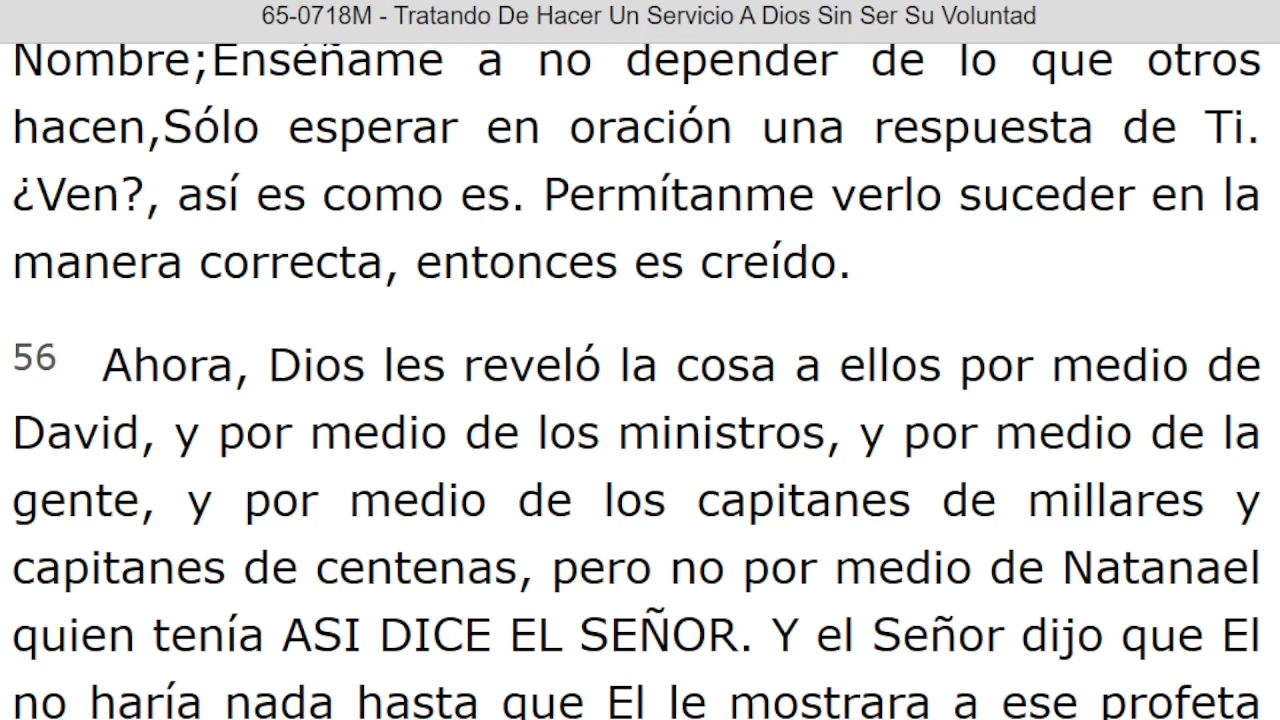 65-0718M - Tratando De Hacer Un Servicio A Dios Sin Ser Su Voluntad
Nombre;Enséñame a no depender de lo que otros
hacen,Sólo esperar en oración una respuesta de Ti.
¿Ven?, así es como es. Permítanme verlo suceder en la
manera correcta, entonces es creído.
56 Ahora, Dios les reveló la cosa a ellos por medio de
David, y por medio de los ministros, y por medio de la
gente, y por medio de los capitanes de millares y
capitanes de centenas, pero no por medio de Natanael
quien tenía ASI DICE EL SEÑOR. Y el Señor dijo que El
no haría nada hasta que El le mostrara a ese profeta